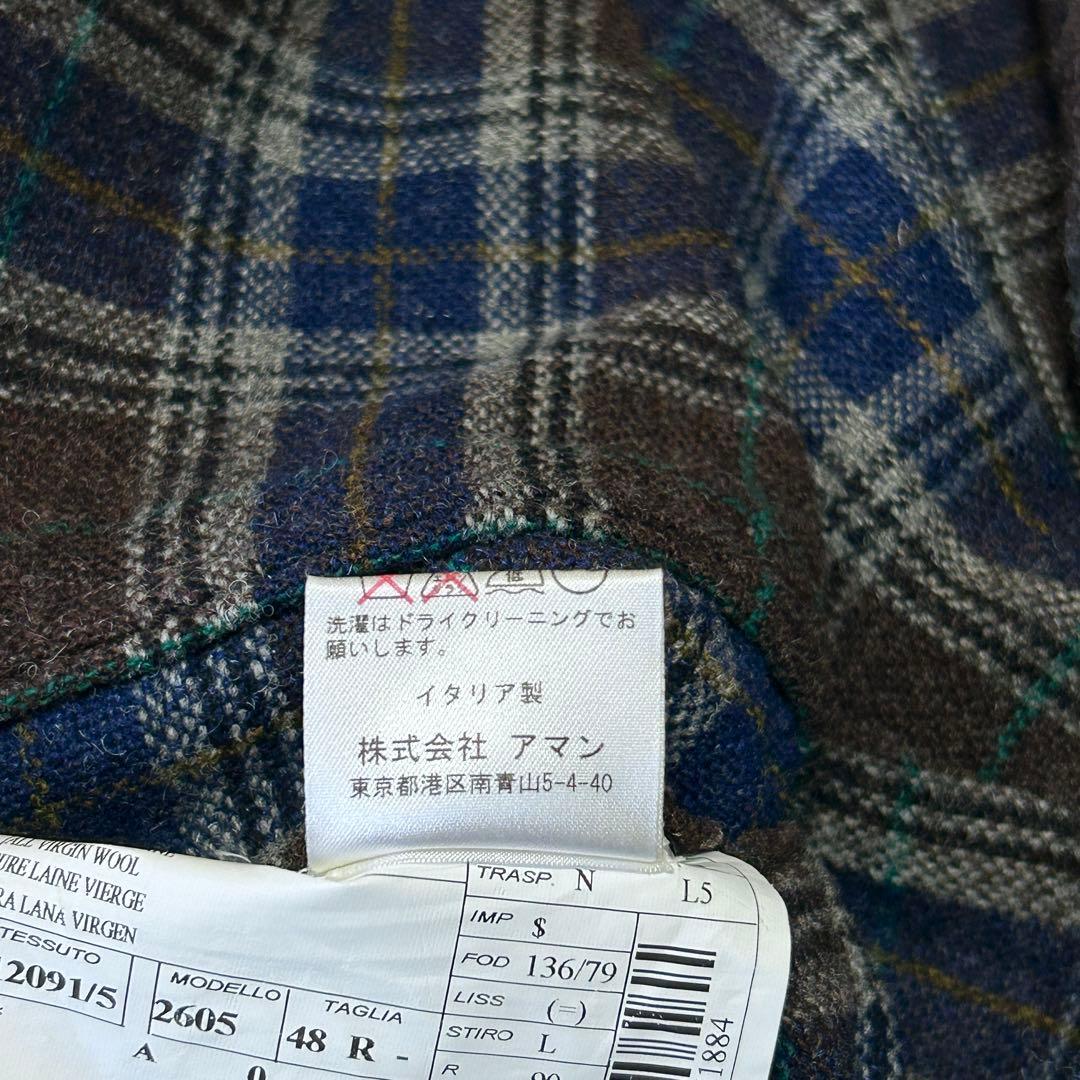 低
洗濯はドライクリーニングでお
願いします。
イタリア製
株式会社 アマン
東京都港区南青山5-4-40
VIRGIN WOOL
LAINE VIERGE
LANA VIRGEN
TESSUTO
2091/5
MODELLO
2605
TAGLIA
48 R -
A
TRASP. N L5
IMP $
FOD 136/79
LISS (=)
STIRO L
R
1884